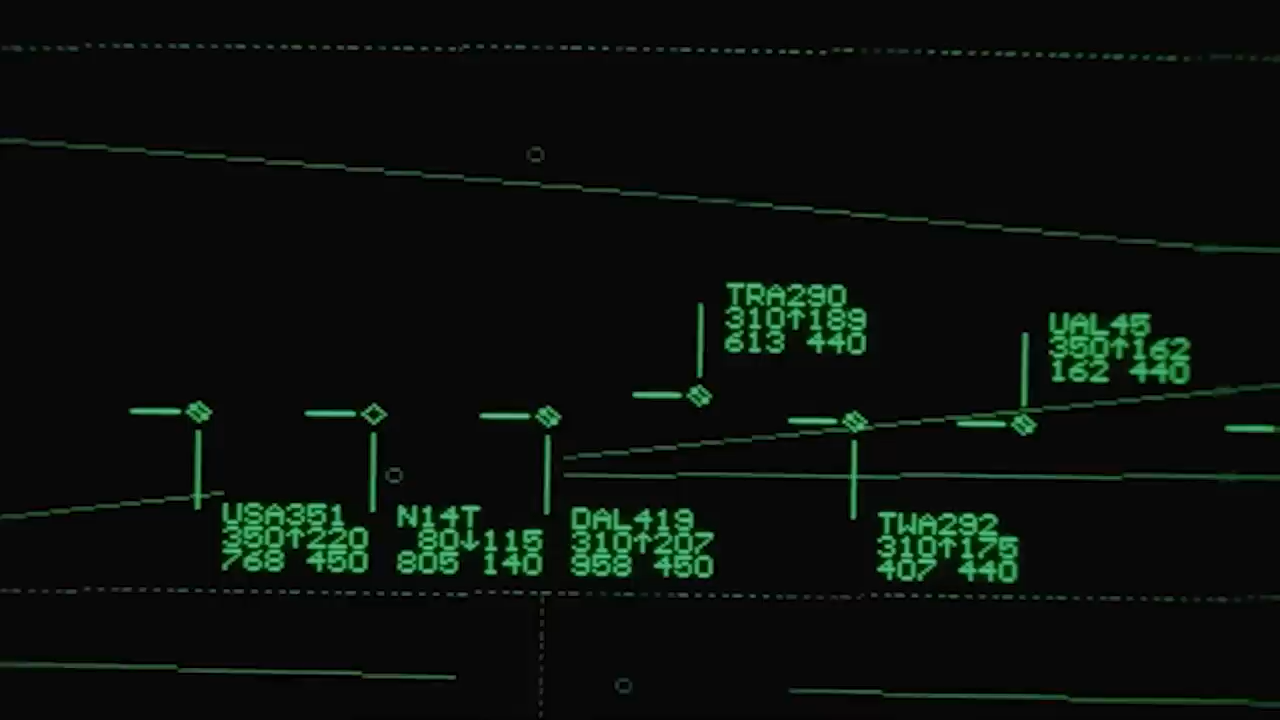 TRA290
310↑189
613 440
UAL45
350↑162
162 440
USA351
350↑220
768 450
N14T
80↓115
805 140
DAL419
310↑207
958 450
TWA292
310↑175
407 440